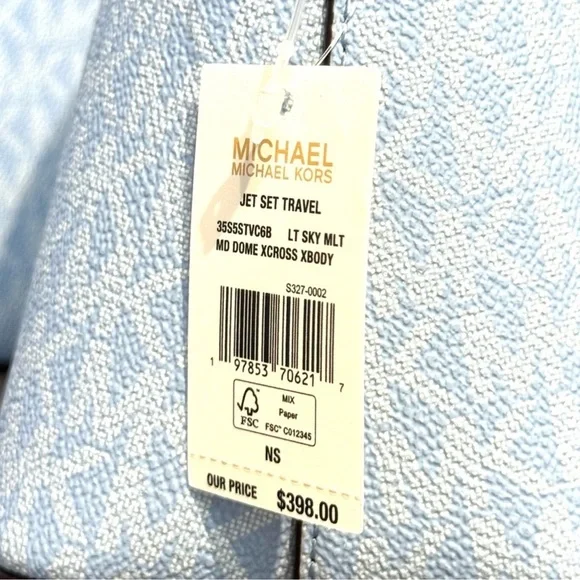 MICHAEL
MICHAEL KORS
JET SET TRAVEL
35S5STVC6B LT SKY MLT
MD DOME XCROSS XBODY
S327-0002
1 97853 70621 7
FSC
MIX
Paper
FSC™ C012345
NS
OUR PRICE $398.00